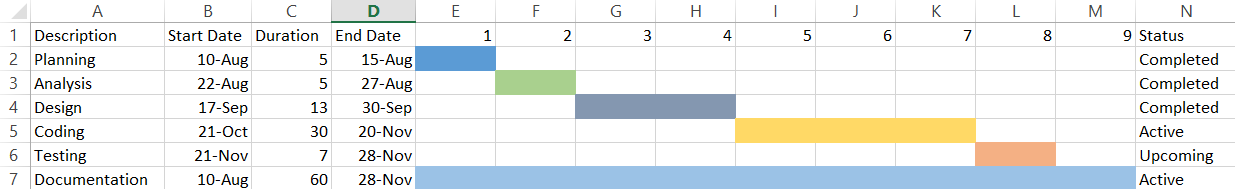 A B C D E F G H I J K L M N
1 Description Start Date Duration End Date 1 2 3 4 5 6 7 8 9 Status
2 Planning 10-Aug 5 15-Aug Completed
3 Analysis 22-Aug 5 27-Aug Completed
4 Design 17-Sep 13 30-Sep Completed
5 Coding 21-Oct 30 20-Nov Active
6 Testing 21-Nov 7 28-Nov Upcoming
7 Documentation 10-Aug 60 28-Nov Active